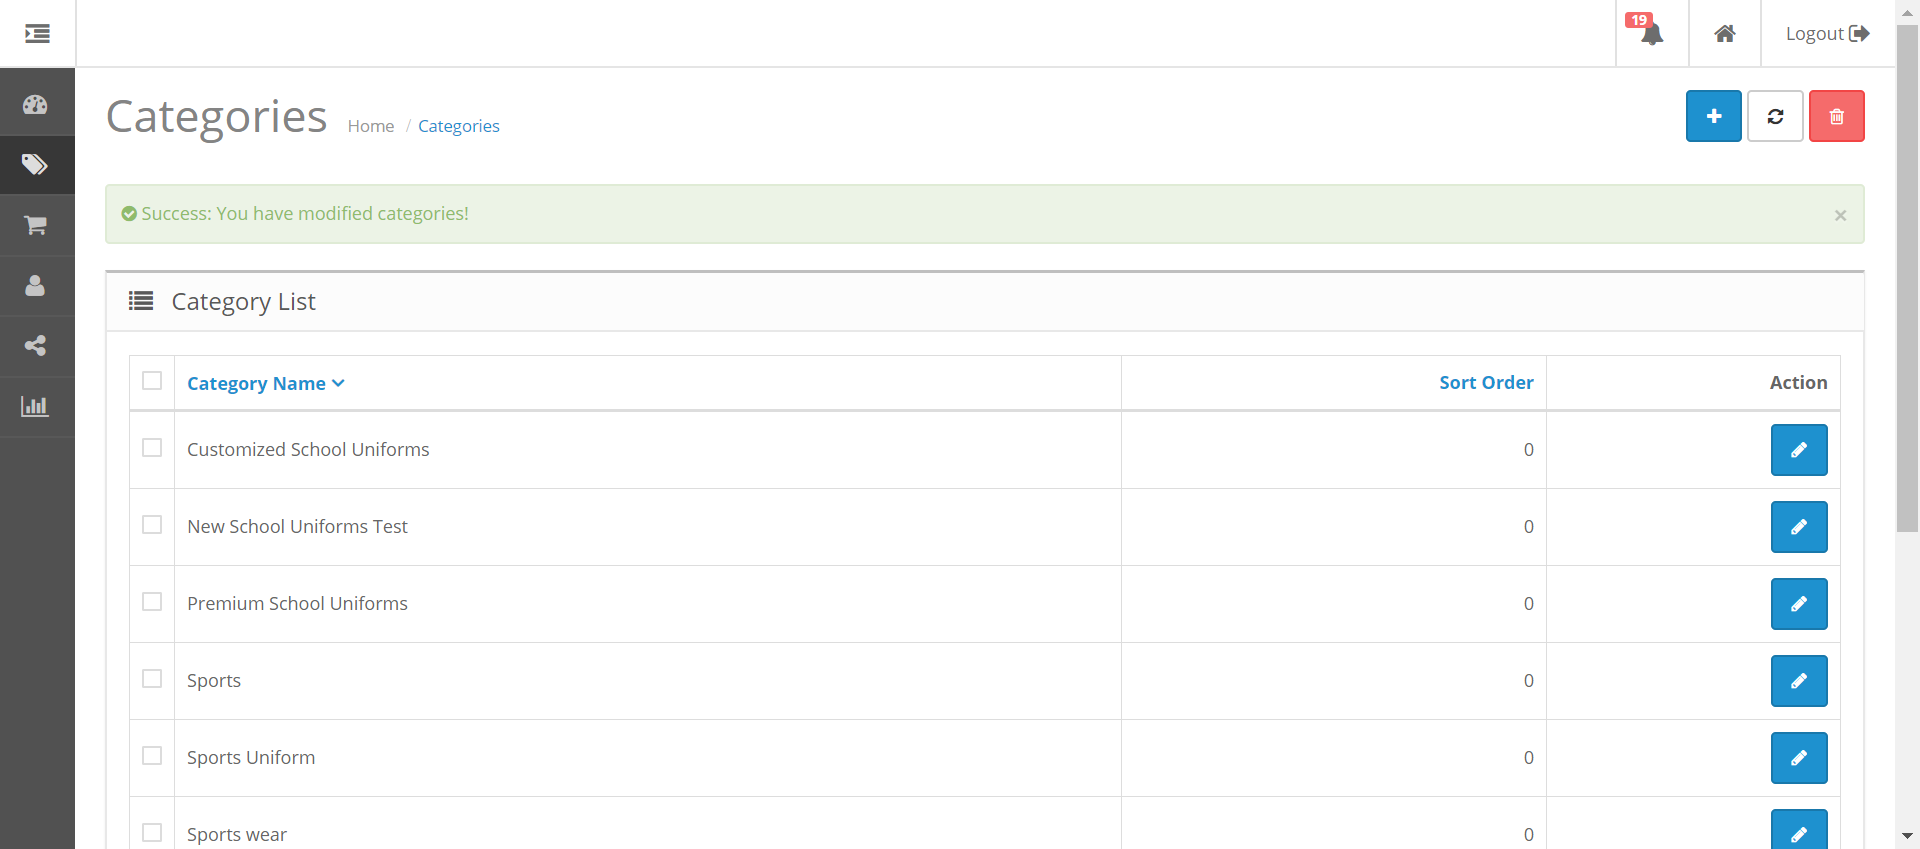 19
Logout
Categories
Home / Categories
Success: You have modified categories!
×
Category List
Category Name
Sort Order
Action
Customized School Uniforms
0
New School Uniforms Test
0
Premium School Uniforms
0
Sports
0
Sports Uniform
0
Sports wear
0